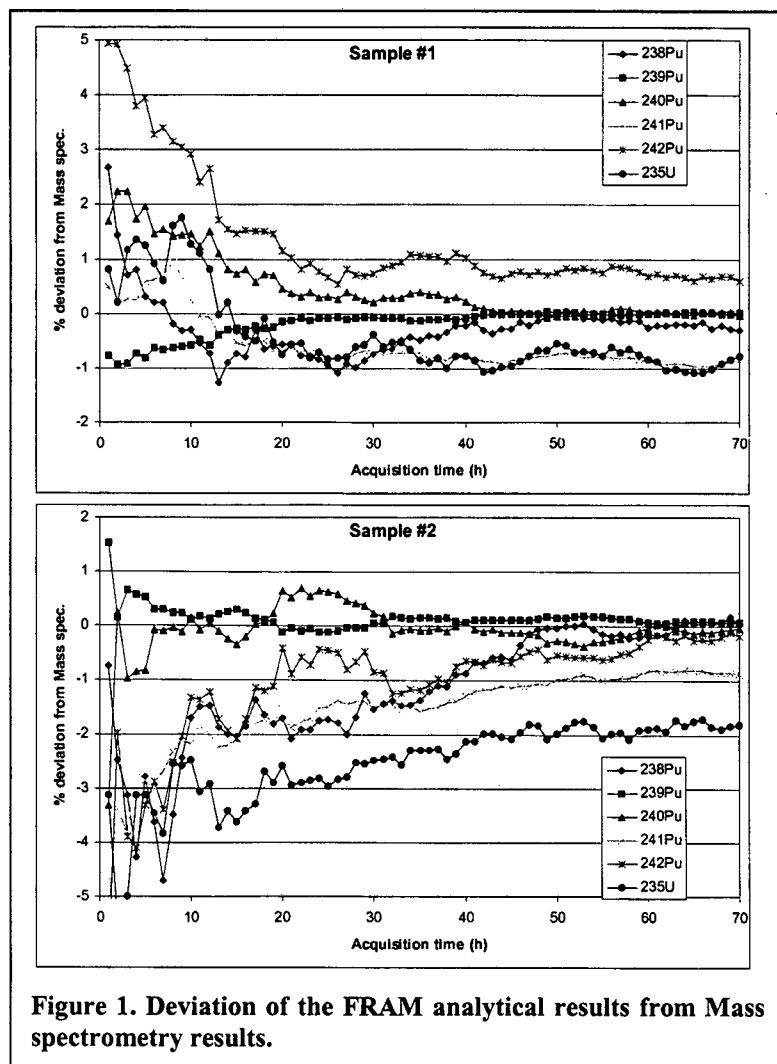 Sample #1
% deviation from Mass spec.
5
4
3
2
1
0
-1
-2
0 10 20 30 40 50 60 70
Acquisition time (h)
238Pu
239Pu
240Pu
241Pu
242Pu
235U
Sample #2
% deviation from Mass spec.
2
1
0
-1
-2
-3
-4
-5
0 10 20 30 40 50 60 70
Acquisition time (h)
238Pu
239Pu
240Pu
241Pu
242Pu
235U
Figure 1. Deviation of the FRAM analytical results from Mass
spectrometry results.